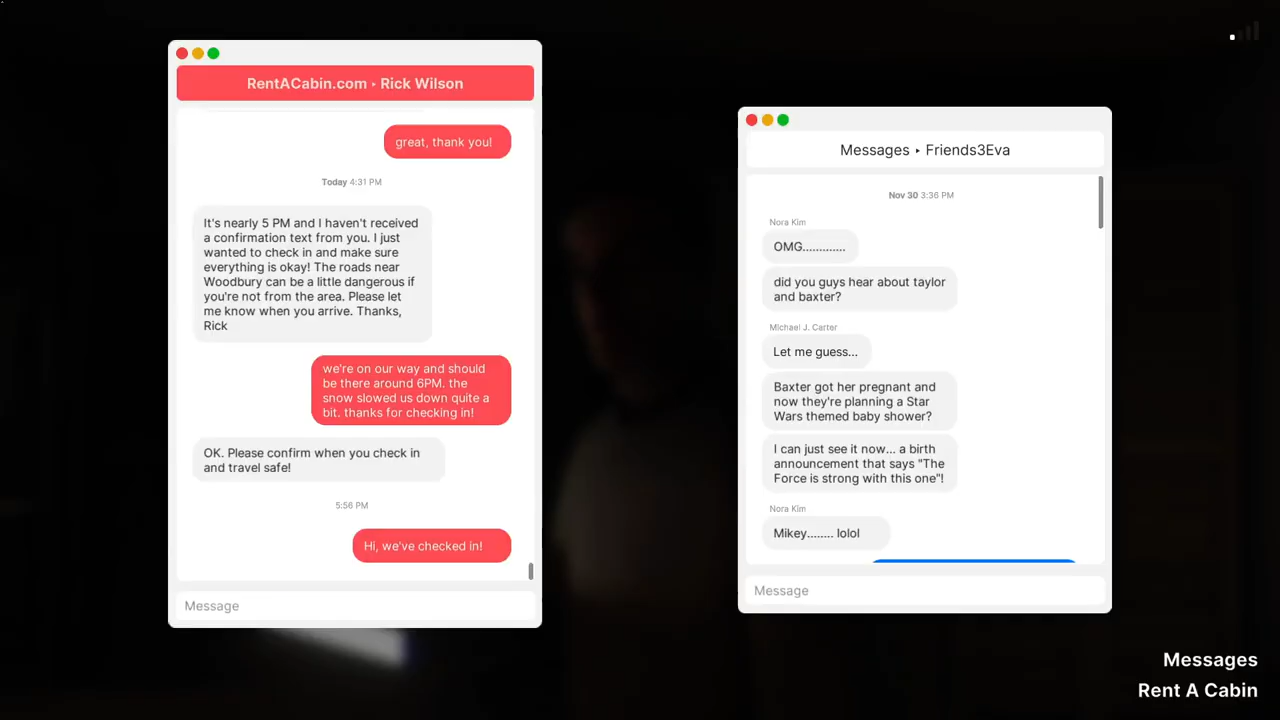 RentACabin.com ▸ Rick Wilson
great, thank you!
Today 4:31 PM
It's nearly 5 PM and I haven't received
a confirmation text from you. I just
wanted to check in and make sure
everything is okay! The roads near
Woodbury can be a little dangerous if
you're not from the area. Please let
me know when you arrive. Thanks,
Rick
we're on our way and should
be there around 6PM. the
snow slowed us down quite a
bit. thanks for checking in!
OK. Please confirm when you check in
and travel safe!
5:56 PM
Hi, we've checked in!
Message
Messages ▸ Friends3Eva
Nov 30 3:36 PM
Nora Kim
OMG.............
did you guys hear about taylor
and baxter?
Michael J. Carter
Let me guess...
Baxter got her pregnant and
now they're planning a Star
Wars themed baby shower?
I can just see it now... a birth
announcement that says "The
Force is strong with this one"!
Nora Kim
Mikey........ lolol
Message
Messages
Rent A Cabin